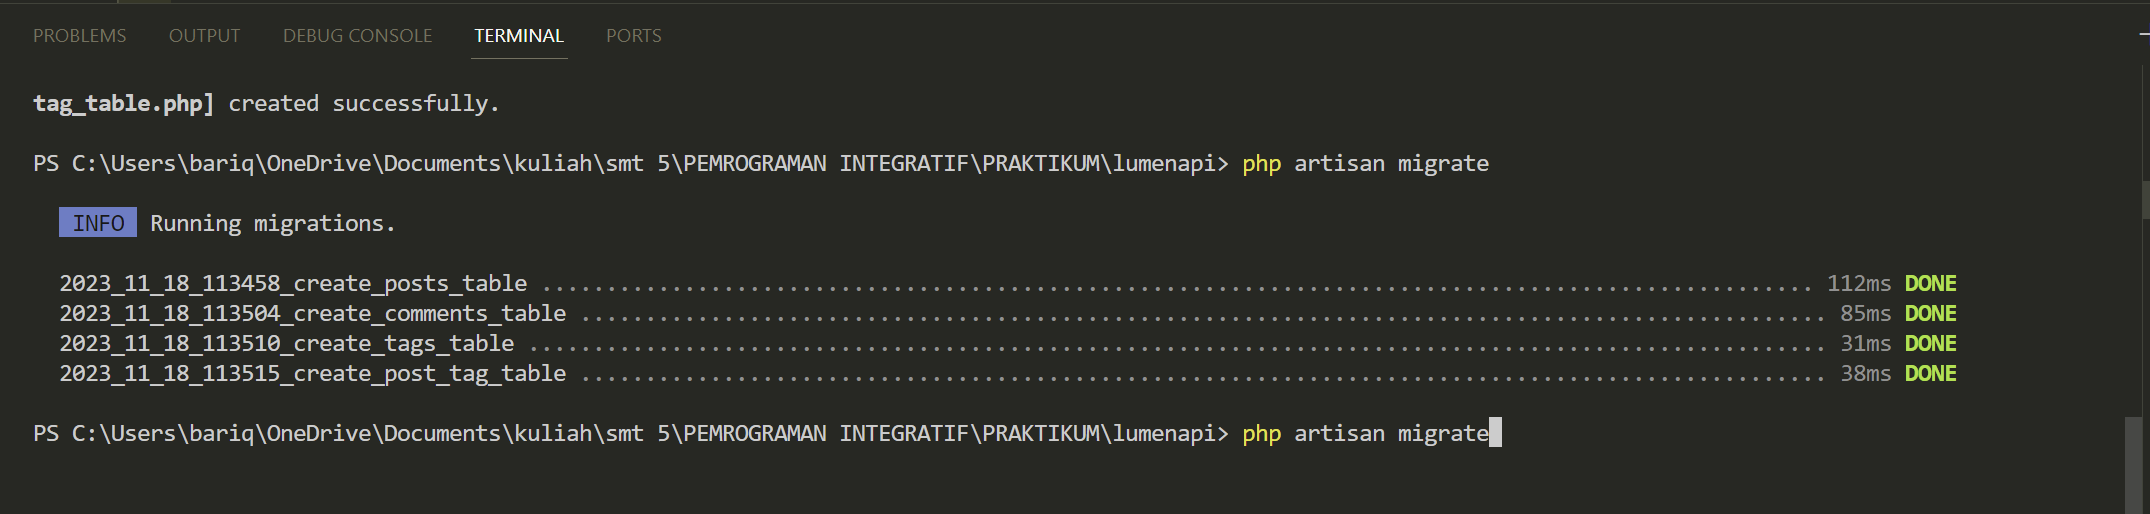 PROBLEMS OUTPUT DEBUG CONSOLE TERMINAL PORTS
tag_table.php] created successfully.
PS C:\Users\bariq\OneDrive\Documents\kuliah\smt 5\PEMROGRAMAN INTEGRATIF\PRAKTIKUM\lumenapi> php artisan migrate
INFO Running migrations.
2023_11_18_113458_create_posts_table .................................................................................................. 112ms DONE
2023_11_18_113504_create_comments_table ................................................................................................ 85ms DONE
2023_11_18_113510_create_tags_table .................................................................................................... 31ms DONE
2023_11_18_113515_create_post_tag_table ................................................................................................ 38ms DONE
PS C:\Users\bariq\OneDrive\Documents\kuliah\smt 5\PEMROGRAMAN INTEGRATIF\PRAKTIKUM\lumenapi> php artisan migrate